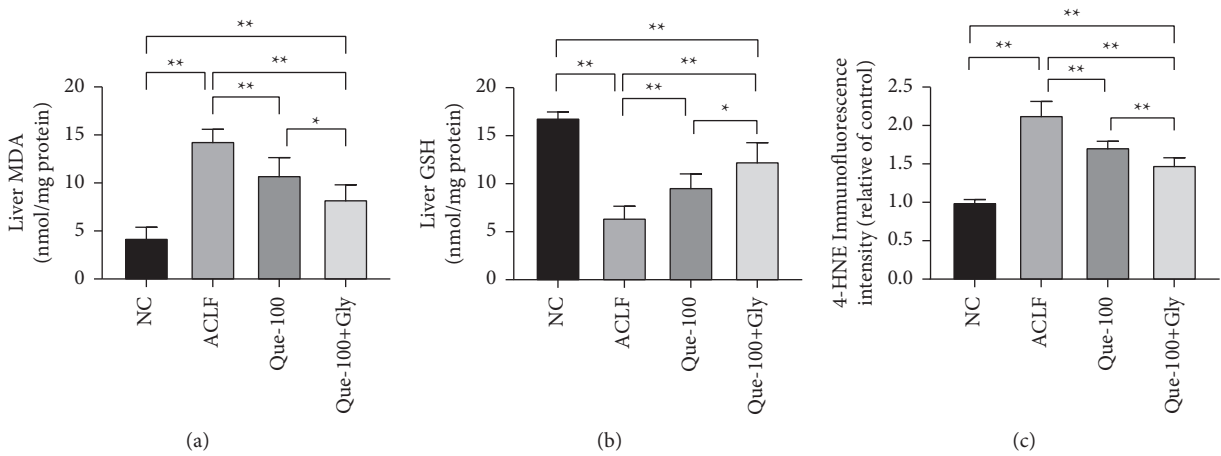 **
**
**
**
*
20
15
10
5
0
Liver MDA
(nmol/mg protein)
NC
ACLF
Que-100
Que-100+Gly
(a)
**
**
**
**
*
20
15
10
5
0
Liver GSH
(nmol/mg protein)
NC
ACLF
Que-100
Que-100+Gly
(b)
**
**
**
**
**
2.5
2.0
1.5
1.0
0.5
0.0
4-HNE Immunofluorescence
intensity (relative of control)
NC
ACLF
Que-100
Que-100+Gly
(c)